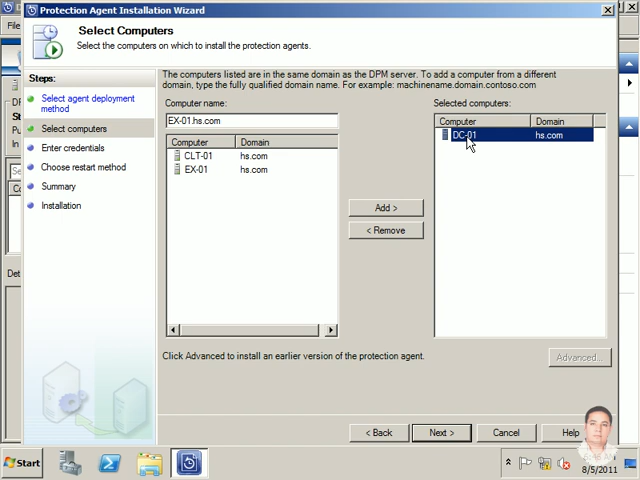 Protection Agent Installation Wizard
Select Computers
Select the computers on which to install the protection agents.
Steps:
Select agent deployment
method
Select computers
Enter credentials
Choose restart method
Summary
Installation
The computers listed are in the same domain as the DPM server. To add a computer from a different
domain, type the fully qualified domain name. For example: machinename.domain.contoso.com
Computer name:
EX-01.hs.com
Computer Domain
CLT-01 hs.com
EX-01 hs.com
Add >
< Remove
Selected computers:
Computer Domain
DC-01 hs.com
Click Advanced to install an earlier version of the protection agent.
Advanced...
< Back
Next >
Cancel
Help
Start
8/5/2011